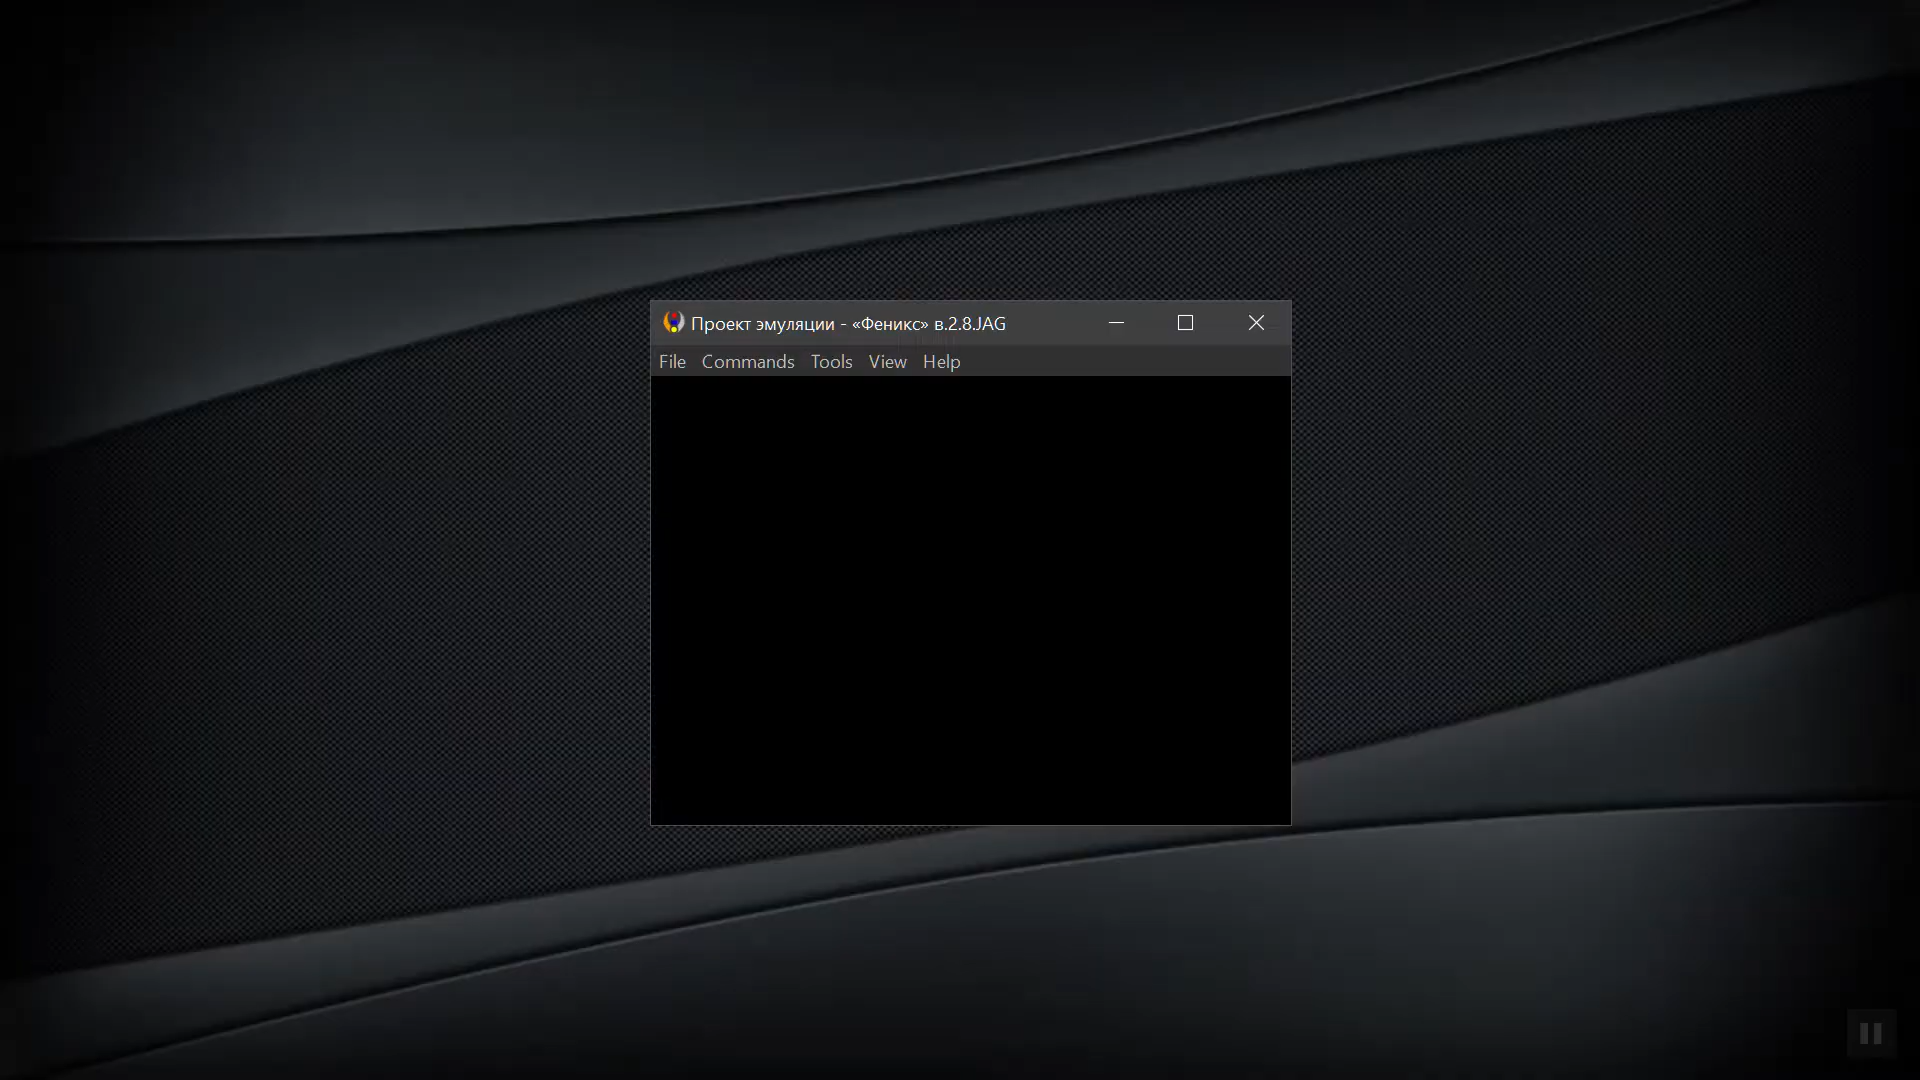 Проект эмуляции - «Феникс» в.2.8.JAG
File Commands Tools View Help